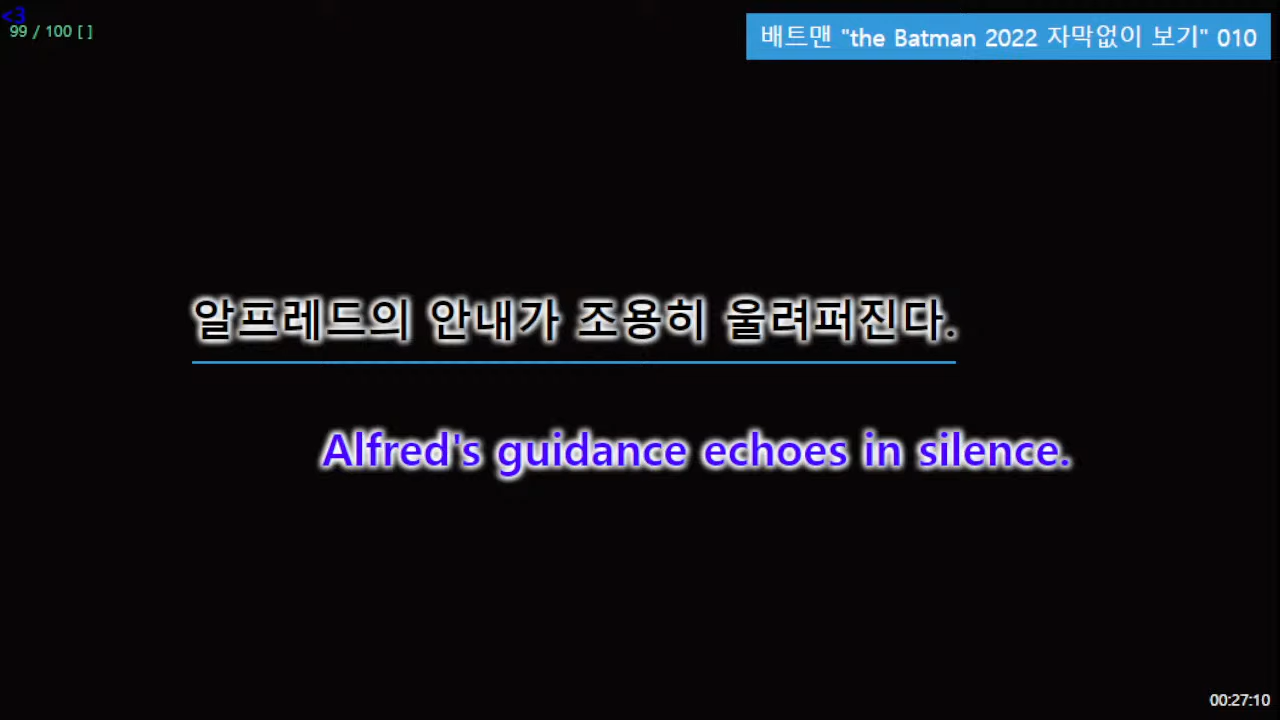 <3
99 / 100 [ ]
배트맨 "the Batman 2022 자막없이 보기" 010
알프레드의 안내가 조용히 울려퍼진다.
Alfred's guidance echoes in silence.
00:27:10